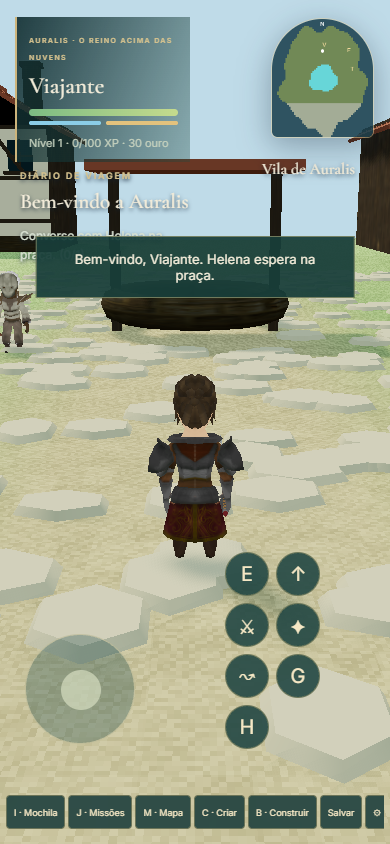 AURALIS · O REINO ACIMA DAS
NUVENS
Viajante
Nível 1 · 0/100 XP · 30 ouro
N
V
F
Vila de Auralis
DIÁRIO DE VIAGEM
Bem-vindo a Auralis
Bem-vindo, Viajante. Helena espera na
praça.
E
G
H
I · Mochila
J · Missões
M · Mapa
C · Criar
B · Construir
Salvar